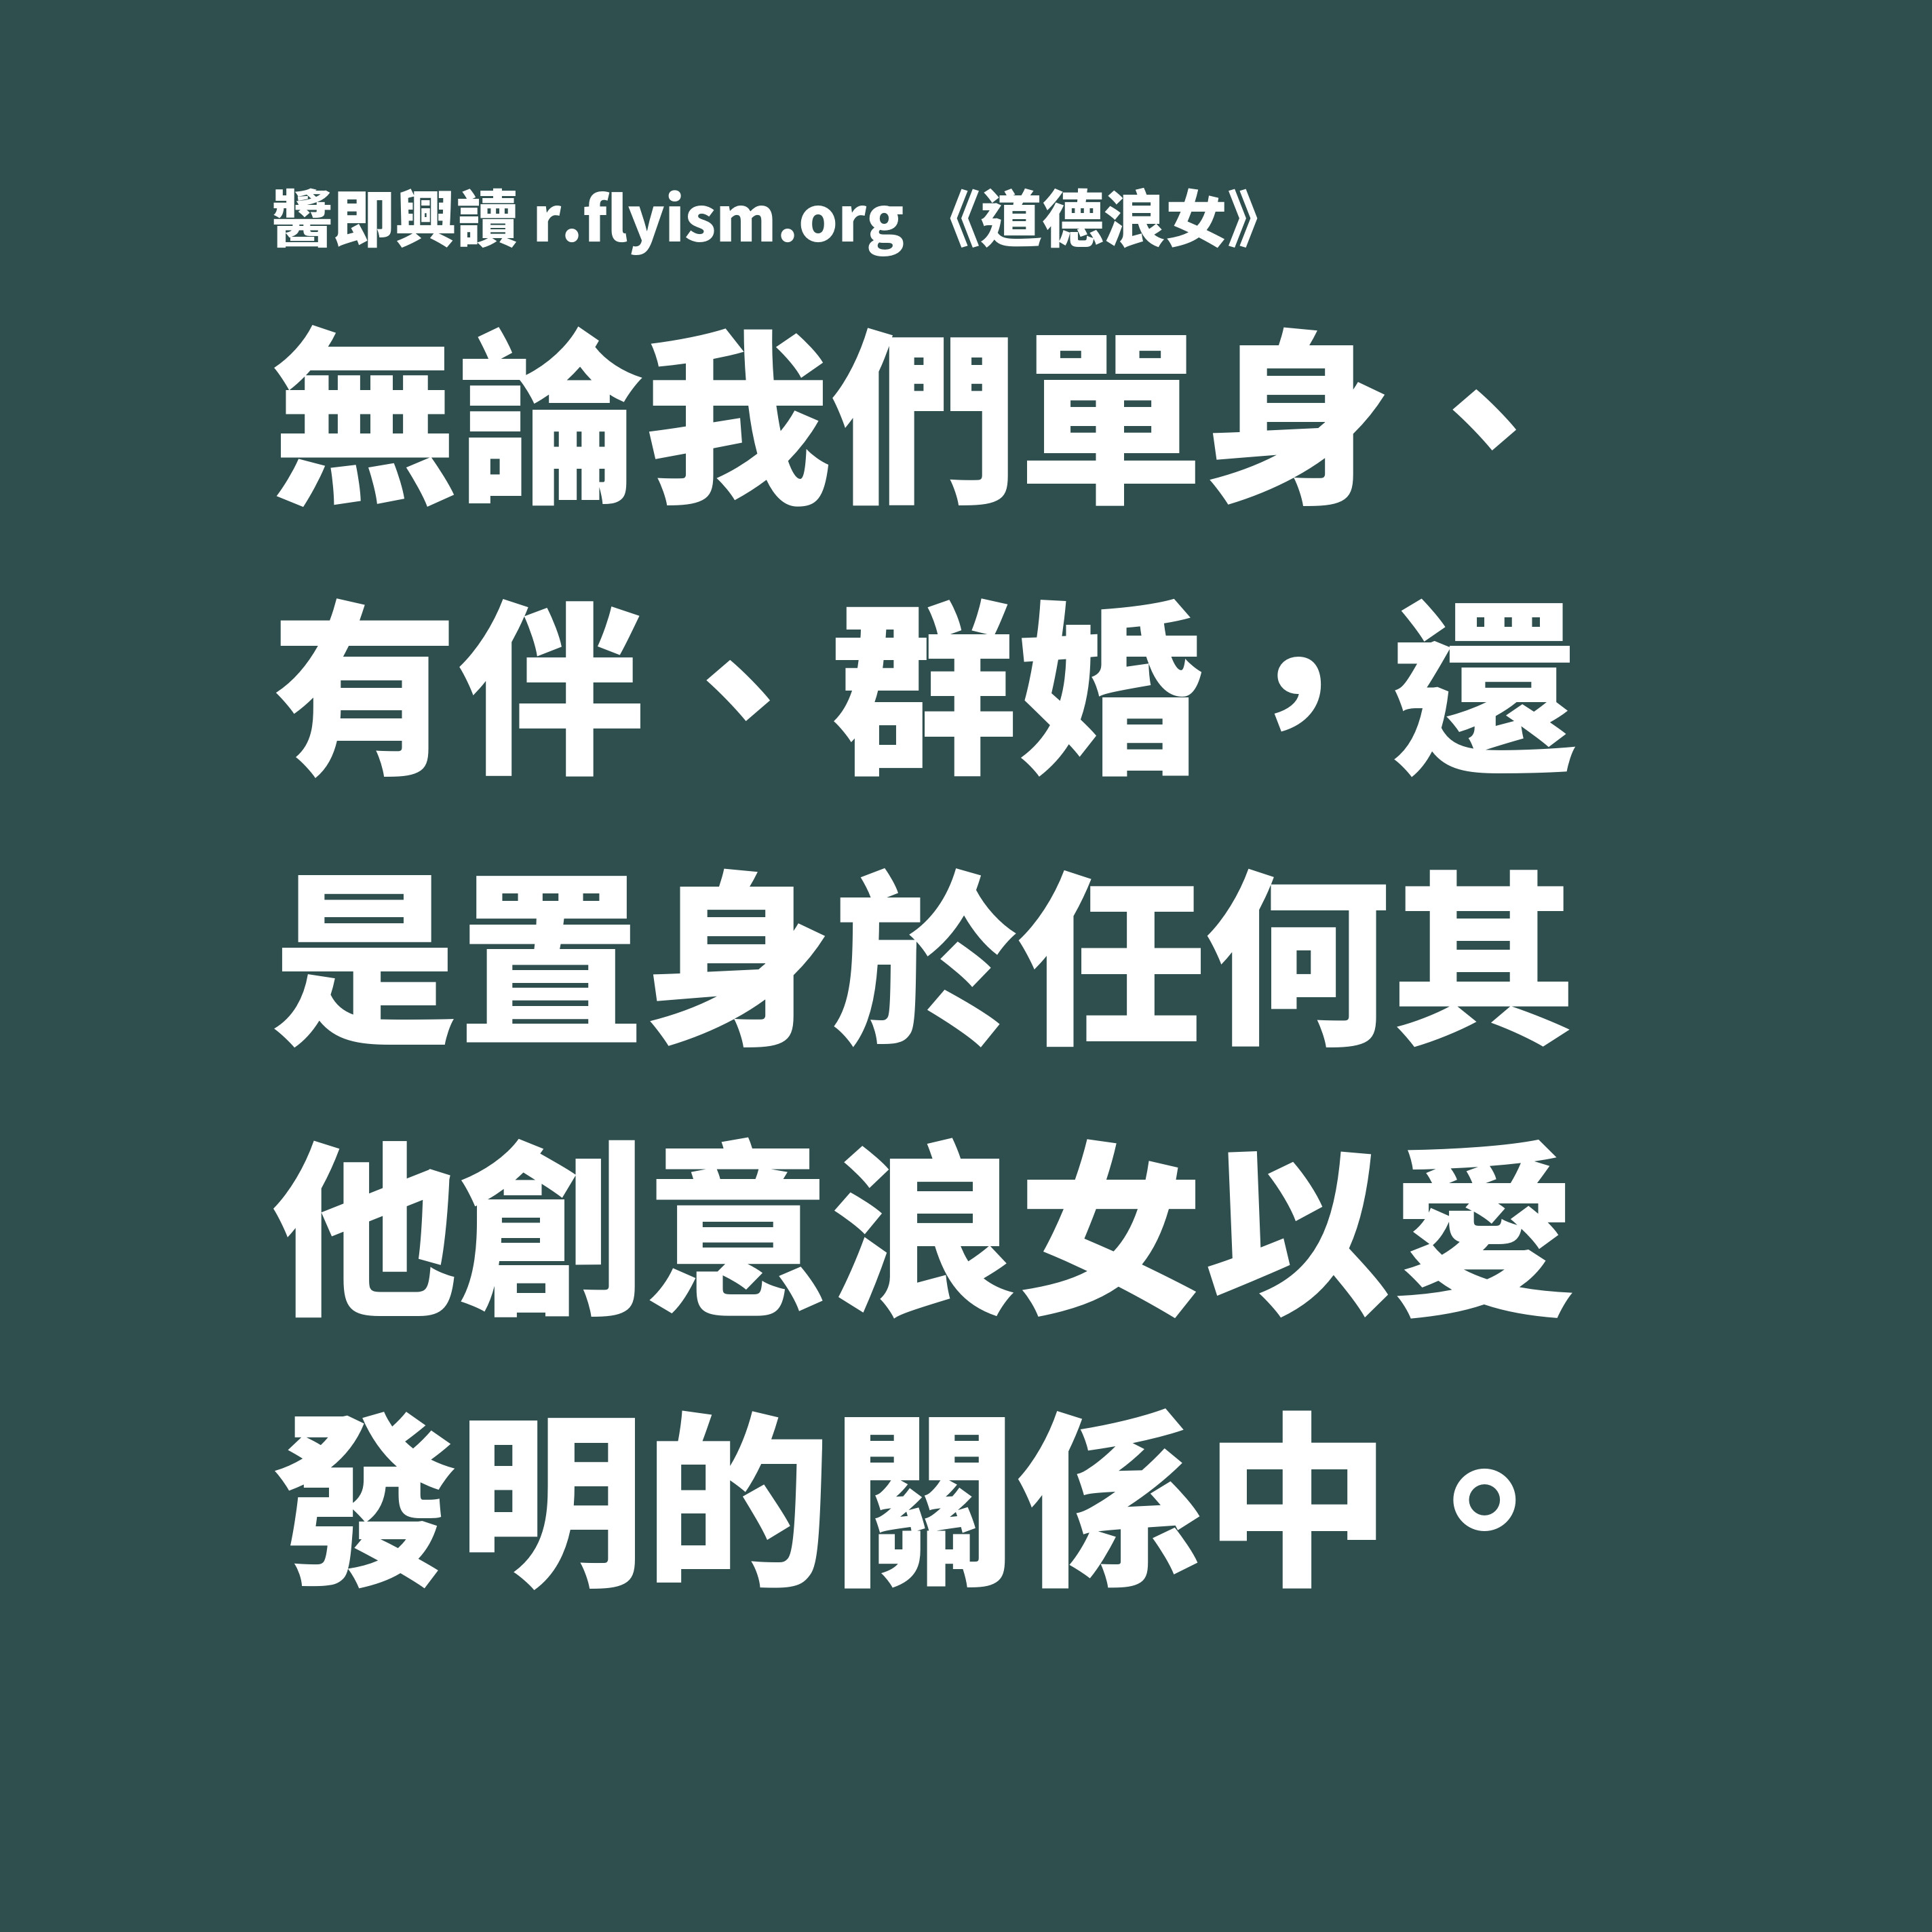 醬即與讀 r.flyism.org《道德浪女》
無論我們單身、
有伴、群婚，還
是置身於任何其
他創意浪女以愛
發明的關係中。